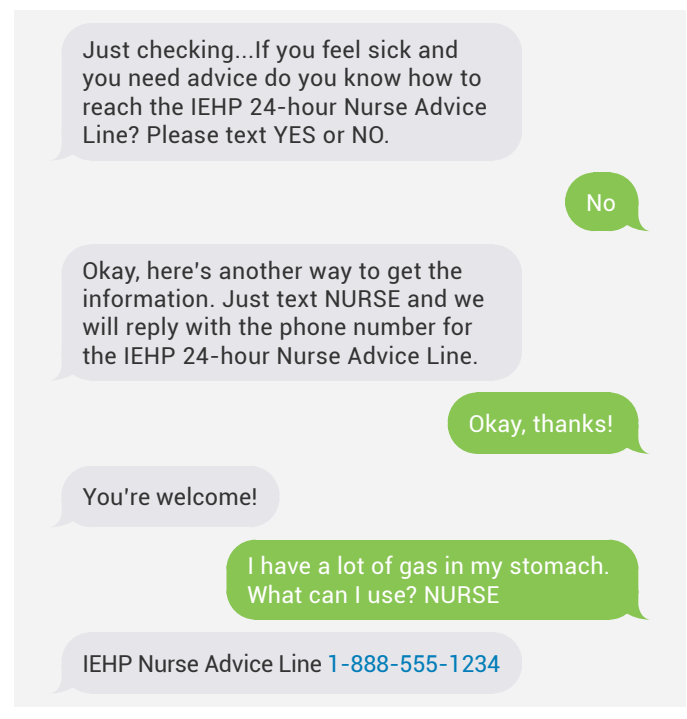 Just checking...If you feel sick and
you need advice do you know how to
reach the IEHP 24-hour Nurse Advice
Line? Please text YES or NO.
No
Okay, here's another way to get the
information. Just text NURSE and we
will reply with the phone number for
the IEHP 24-hour Nurse Advice Line.
Okay, thanks!
You're welcome!
I have a lot of gas in my stomach.
What can I use? NURSE
IEHP Nurse Advice Line 1-888-555-1234